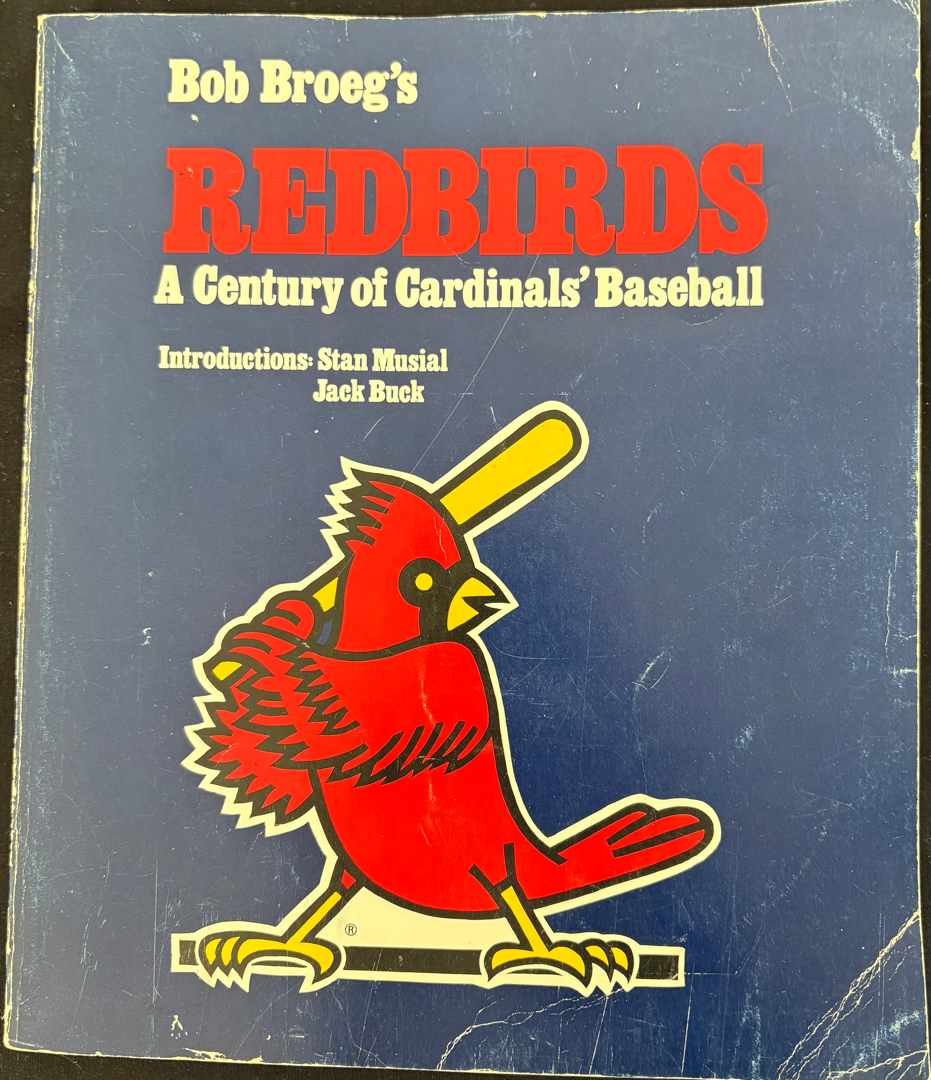 Bob Broeg's
REDBIRDS
A Century of Cardinals' Baseball
Introductions: Stan Musial
Jack Buck
®